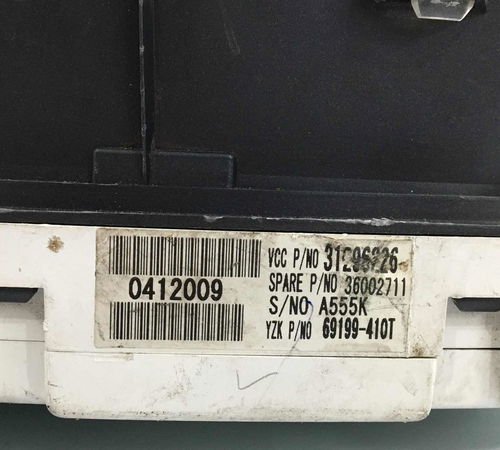 0412009
VCC P/NO 31296226
SPARE P/NO 36002711
S/NO A555K
YZK P/NO 69199-410T